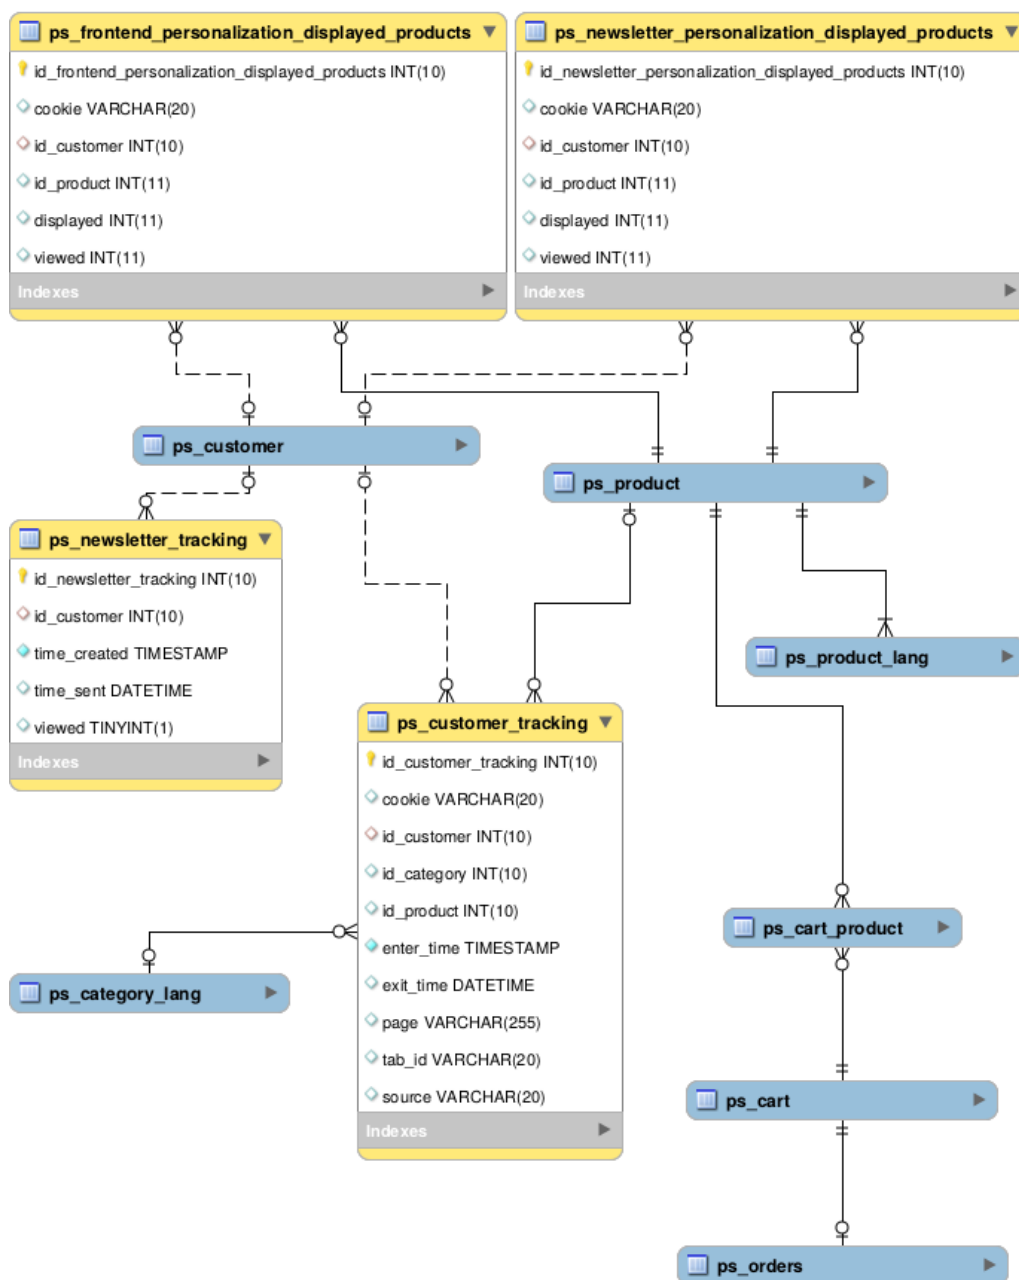 ps_frontend_personalization_displayed_products
id_frontend_personalization_displayed_products INT(10)
cookie VARCHAR(20)
id_customer INT(10)
id_product INT(11)
displayed INT(11)
viewed INT(11)
Indexes
ps_newsletter_personalization_displayed_products
id_newsletter_personalization_displayed_products INT(10)
cookie VARCHAR(20)
id_customer INT(10)
id_product INT(11)
displayed INT(11)
viewed INT(11)
Indexes
ps_customer
ps_product
ps_newsletter_tracking
id_newsletter_tracking INT(10)
id_customer INT(10)
time_created TIMESTAMP
time_sent DATETIME
viewed TINYINT(1)
Indexes
ps_product_lang
ps_customer_tracking
id_customer_tracking INT(10)
cookie VARCHAR(20)
id_customer INT(10)
id_category INT(10)
id_product INT(10)
enter_time TIMESTAMP
exit_time DATETIME
page VARCHAR(255)
tab_id VARCHAR(20)
source VARCHAR(20)
Indexes
ps_cart_product
ps_category_lang
ps_cart
ps_orders